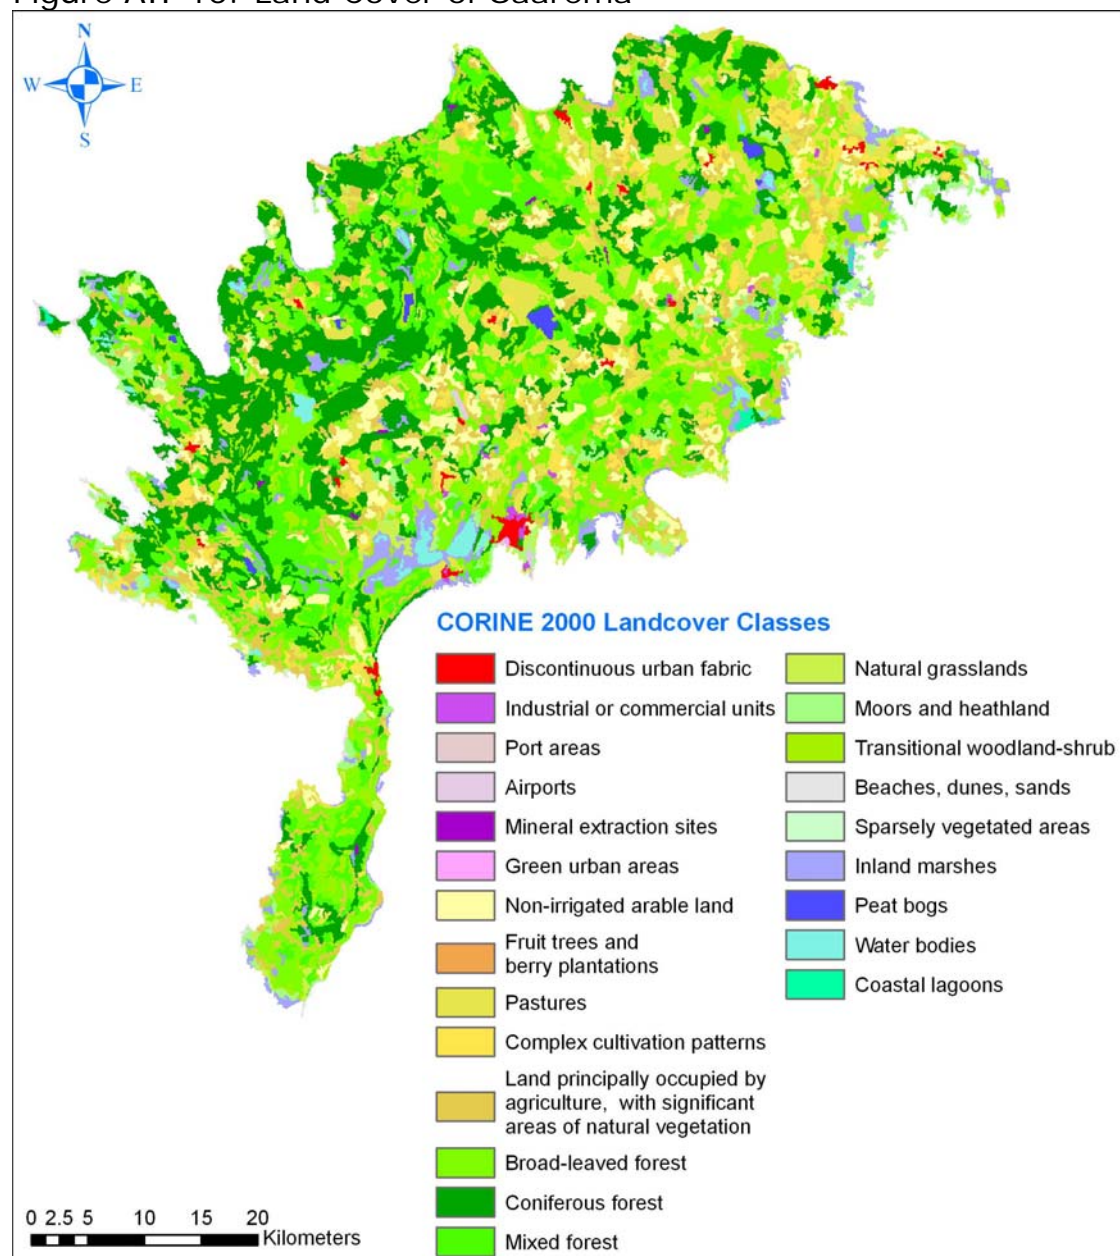 Land Cover of Saarema
N
W E
S
CORINE 2000 Landcover Classes
Discontinuous urban fabric
Industrial or commercial units
Port areas
Airports
Mineral extraction sites
Green urban areas
Non-irrigated arable land
Fruit trees and
berry plantations
Pastures
Complex cultivation patterns
Land principally occupied by
agriculture, with significant
areas of natural vegetation
Broad-leaved forest
Coniferous forest
Mixed forest
Natural grasslands
Moors and heathland
Transitional woodland-shrub
Beaches, dunes, sands
Sparsely vegetated areas
Inland marshes
Peat bogs
Water bodies
Coastal lagoons
0 2.5 5 10 15 20
Kilometers